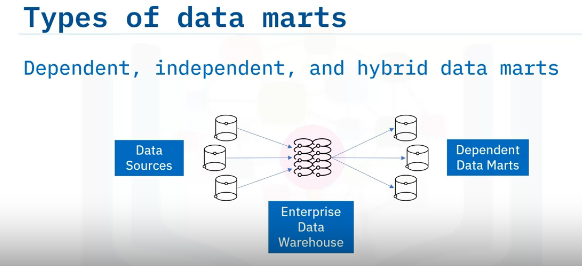 Types of data marts
Dependent, independent, and hybrid data marts
Data
Sources
Enterprise
Data
Warehouse
Dependent
Data Marts